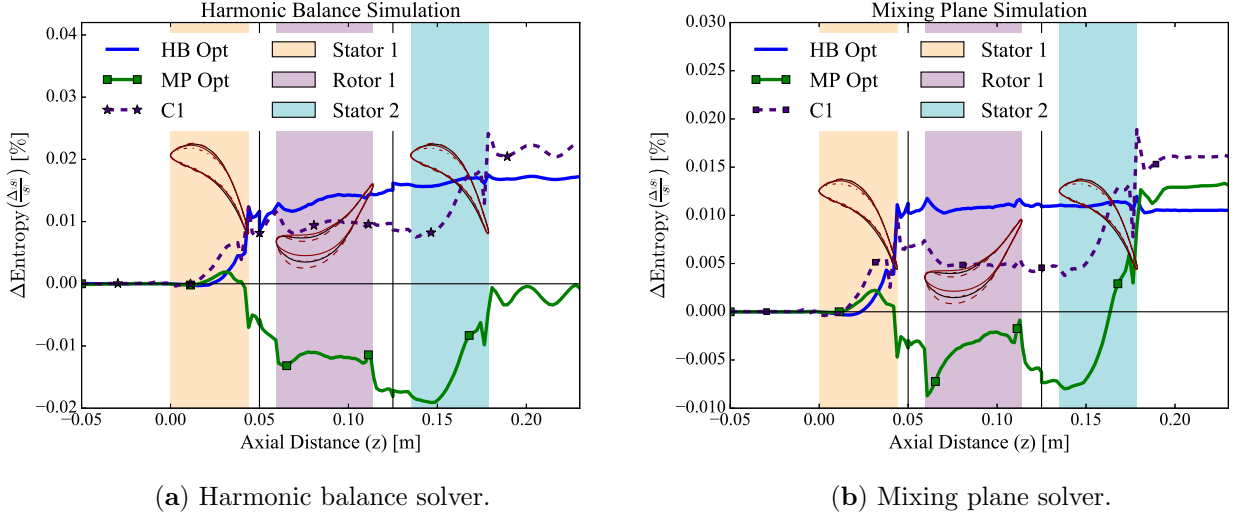 Harmonic Balance Simulation
0.04
0.03
0.02
0.01
0.00
−0.01
−0.02
ΔEntropy(Δs/s) [%]
HB Opt
MP Opt
C1
Stator 1
Rotor 1
Stator 2
−0.05
0.00
0.05
0.10
0.15
0.20
Axial Distance (z) [m]
(a) Harmonic balance solver.
Mixing Plane Simulation
0.030
0.025
0.020
0.015
0.010
0.005
0.000
−0.005
−0.010
ΔEntropy(Δs/s) [%]
HB Opt
MP Opt
C1
Stator 1
Rotor 1
Stator 2
−0.05
0.00
0.05
0.10
0.15
0.20
Axial Distance (z) [m]
(b) Mixing plane solver.